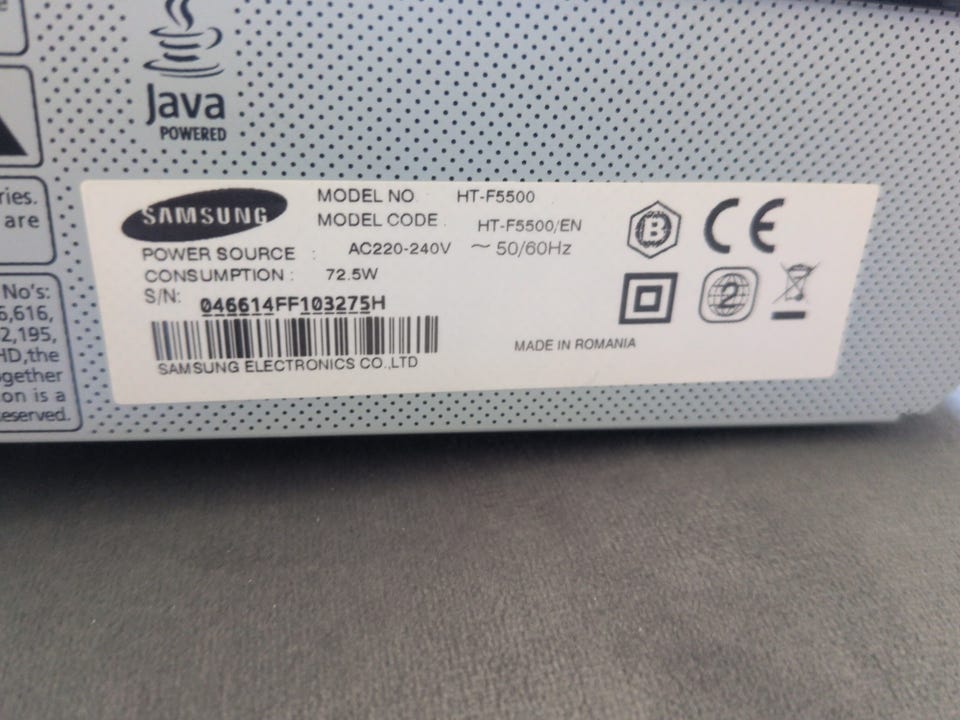 Java
POWERED
ries.
are
No's:
6,616,
2,195,
HD,the
ogether
on is a
eserved.
SAMSUNG
MODEL NO HT-F5500
MODEL CODE . HT-F5500/EN
POWER SOURCE : AC220-240V ~ 50/60Hz
CONSUMPTION : 72.5W
S/N: 046614FF103275H
SAMSUNG ELECTRONICS CO.,LTD
MADE IN ROMANIA
B
CE
2